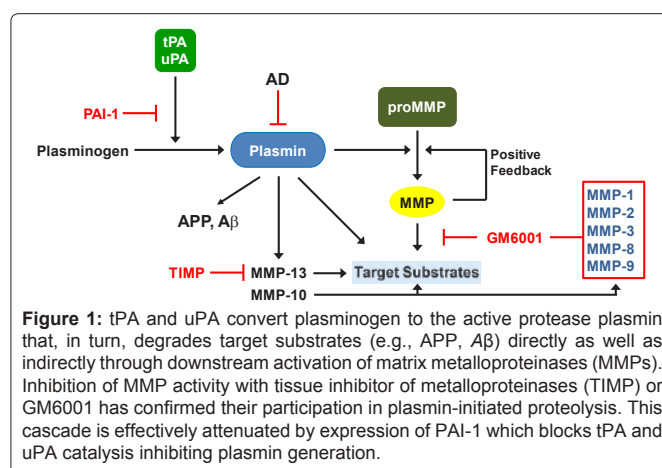 tPA
uPA
AD
proMMP
PAI-1
Plasminogen
Plasmin
Positive
Feedback
MMP
MMP-1
MMP-2
MMP-3
MMP-8
MMP-9
APP, Aβ
GM6001
TIMP
MMP-13
Target Substrates
MMP-10
Figure 1: tPA and uPA convert plasminogen to the active protease plasmin
that, in turn, degrades target substrates (e.g., APP, Aβ) directly as well as
indirectly through downstream activation of matrix metalloproteinases (MMPs).
Inhibition of MMP activity with tissue inhibitor of metalloproteinases (TIMP) or
GM6001 has confirmed their participation in plasmin-initiated proteolysis. This
cascade is effectively attenuated by expression of PAI-1 which blocks tPA and
uPA catalysis inhibiting plasmin generation.